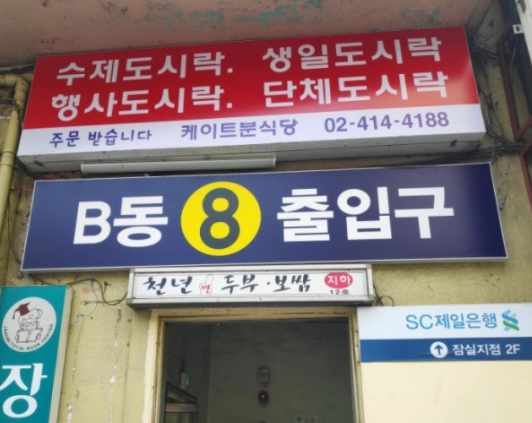 수제도시락. 생일도시락
행사도시락. 단체도시락
주문 받습니다 케이트분식당 02-414-4188
B동 8 출입구
천년 두부·보쌈 지하
12호
SC제일은행
잠실지점 2F
장